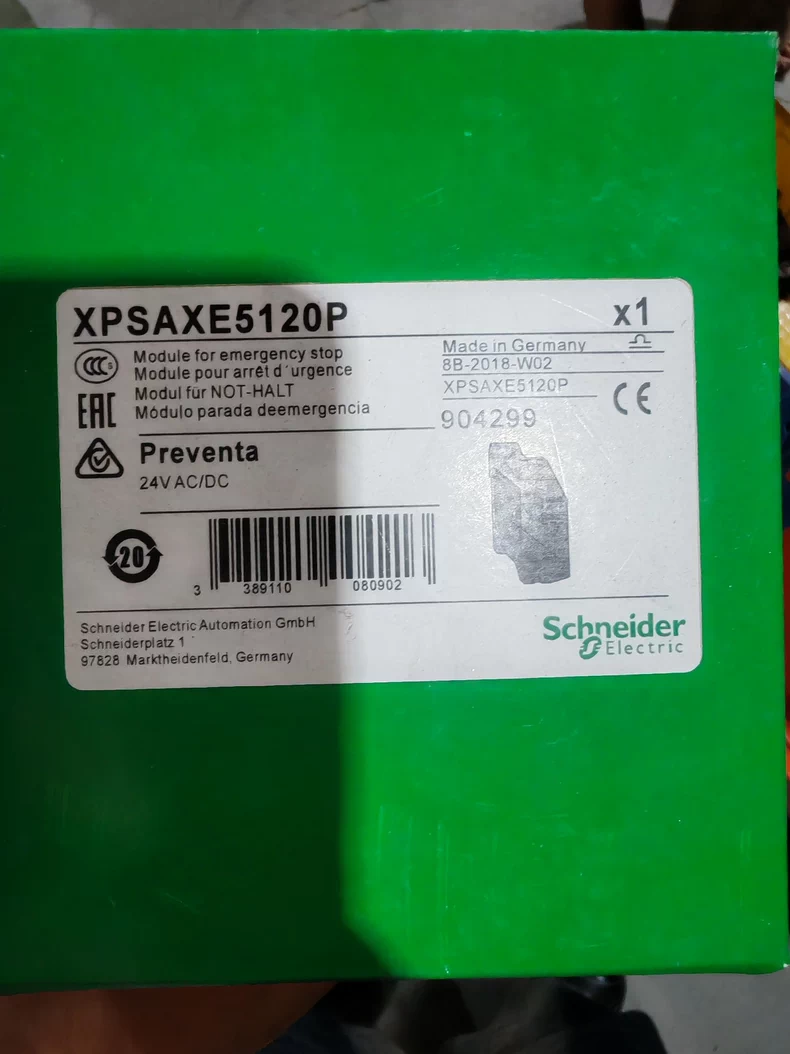 XPSAXE5120P
x1
Module for emergency stop
Module pour arrêt d'urgence
Modul für NOT-HALT
Módulo parada deemergencia
Made in Germany
8B-2018-W02
XPSAXE5120P
904299
CCC S
EAC
CE
Preventa
24V AC/DC
20
3 389110 080902
Schneider Electric Automation GmbH
Schneiderplatz 1
97828 Marktheidenfeld, Germany
Schneider
Electric